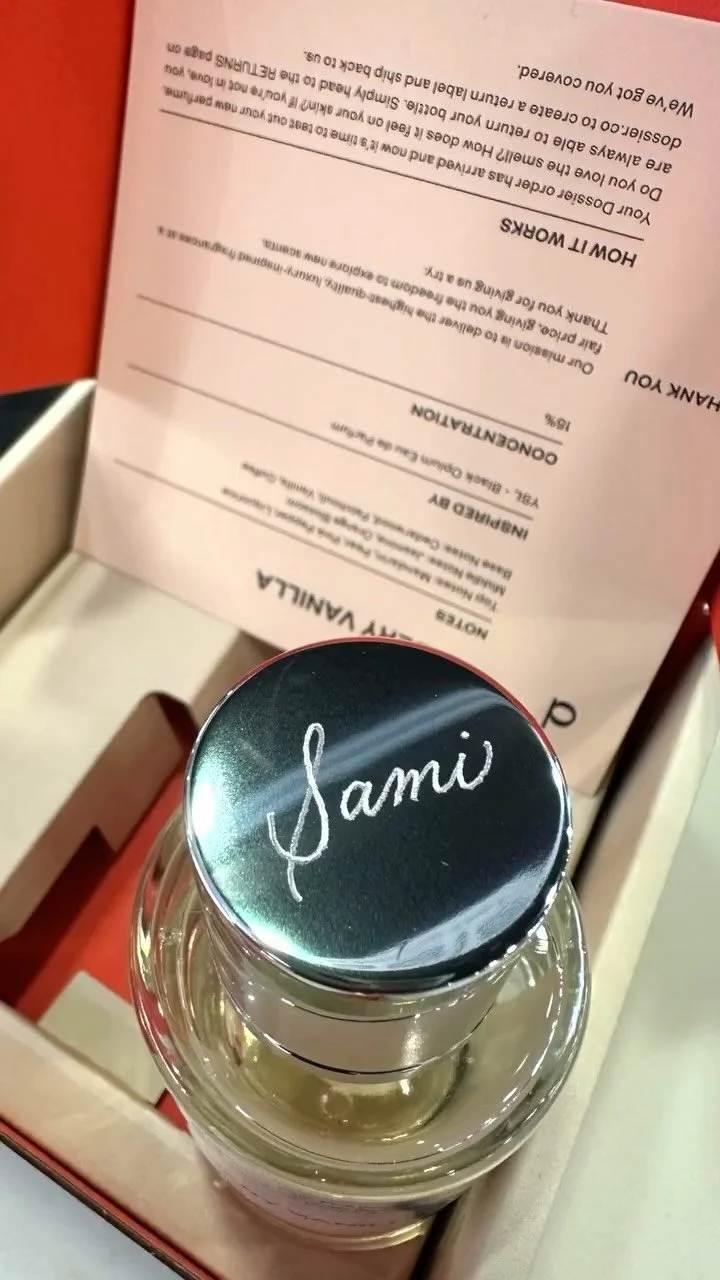 d
ERY VANILLA
NOTES
Top Notes: Mandarin, Pear, Pink Pepper, Liquorice
Middle Notes: Jasmine, Orange Blossom
Base Notes: Cedarwood, Patchouli, Vanilla, Coffee
INSPIRED BY
YSL - Black Opium Eau de Parfum
CONCENTRATION
15%
HANK YOU
Our mission is to deliver the highest-quality, luxury-inspired fragrances at a
fair price, giving you the freedom to explore new scents.
Thank you for giving us a try.
HOW IT WORKS
Your Dossier order has arrived and now it's time to test out your new perfume.
Do you love the smell? How does it feel on your skin? If you're not in love, you
are always able to return your bottle. Simply head to the RETURNS page on
dossier.co to create a return label and ship back to us.
We've got you covered.
Sami